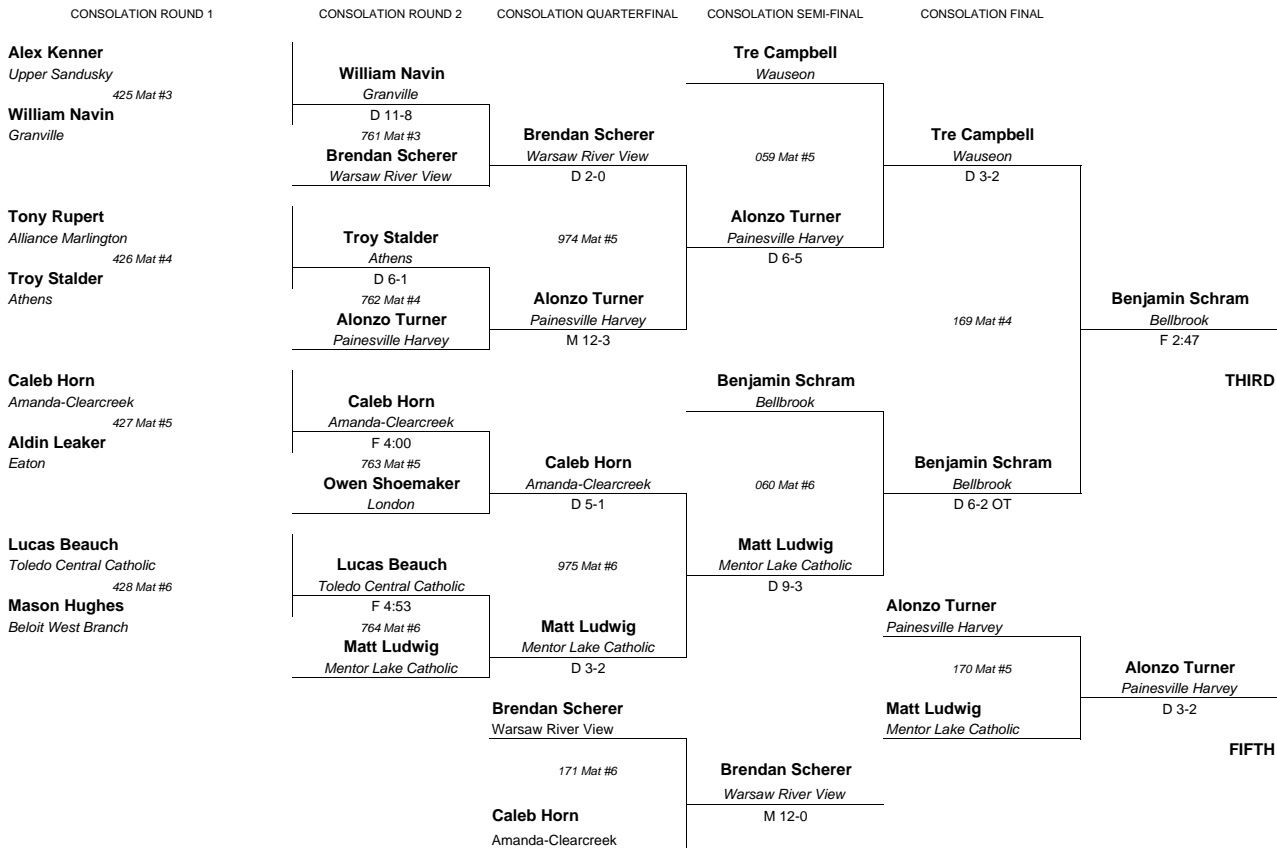 CONSOLATION ROUND 1
CONSOLATION ROUND 2
CONSOLATION QUARTERFINAL
CONSOLATION SEMI-FINAL
CONSOLATION FINAL
Alex Kenner
Upper Sandusky
425 Mat #3
William Navin
Granville
Tony Rupert
Alliance Marlington
426 Mat #4
Troy Stalder
Athens
Caleb Horn
Amanda-Clearcreek
427 Mat #5
Aldin Leaker
Eaton
Lucas Beauch
Toledo Central Catholic
428 Mat #6
Mason Hughes
Beloit West Branch
William Navin
Granville
D 11-8
761 Mat #3
Brendan Scherer
Warsaw River View
Troy Stalder
Athens
D 6-1
762 Mat #4
Alonzo Turner
Painesville Harvey
Caleb Horn
Amanda-Clearcreek
F 4:00
763 Mat #5
Owen Shoemaker
London
Lucas Beauch
Toledo Central Catholic
F 4:53
764 Mat #6
Matt Ludwig
Mentor Lake Catholic
Brendan Scherer
Warsaw River View
D 2-0
974 Mat #5
Alonzo Turner
Painesville Harvey
M 12-3
Caleb Horn
Amanda-Clearcreek
D 5-1
975 Mat #6
Matt Ludwig
Mentor Lake Catholic
D 3-2
Brendan Scherer
Warsaw River View
171 Mat #6
Caleb Horn
Amanda-Clearcreek
Tre Campbell
Wauseon
059 Mat #5
Alonzo Turner
Painesville Harvey
D 6-5
Benjamin Schram
Bellbrook
060 Mat #6
Matt Ludwig
Mentor Lake Catholic
D 9-3
Brendan Scherer
Warsaw River View
M 12-0
Tre Campbell
Wauseon
D 3-2
169 Mat #4
Benjamin Schram
Bellbrook
D 6-2 OT
Alonzo Turner
Painesville Harvey
170 Mat #5
Matt Ludwig
Mentor Lake Catholic
Benjamin Schram
Bellbrook
F 2:47
THIRD
Alonzo Turner
Painesville Harvey
D 3-2
FIFTH